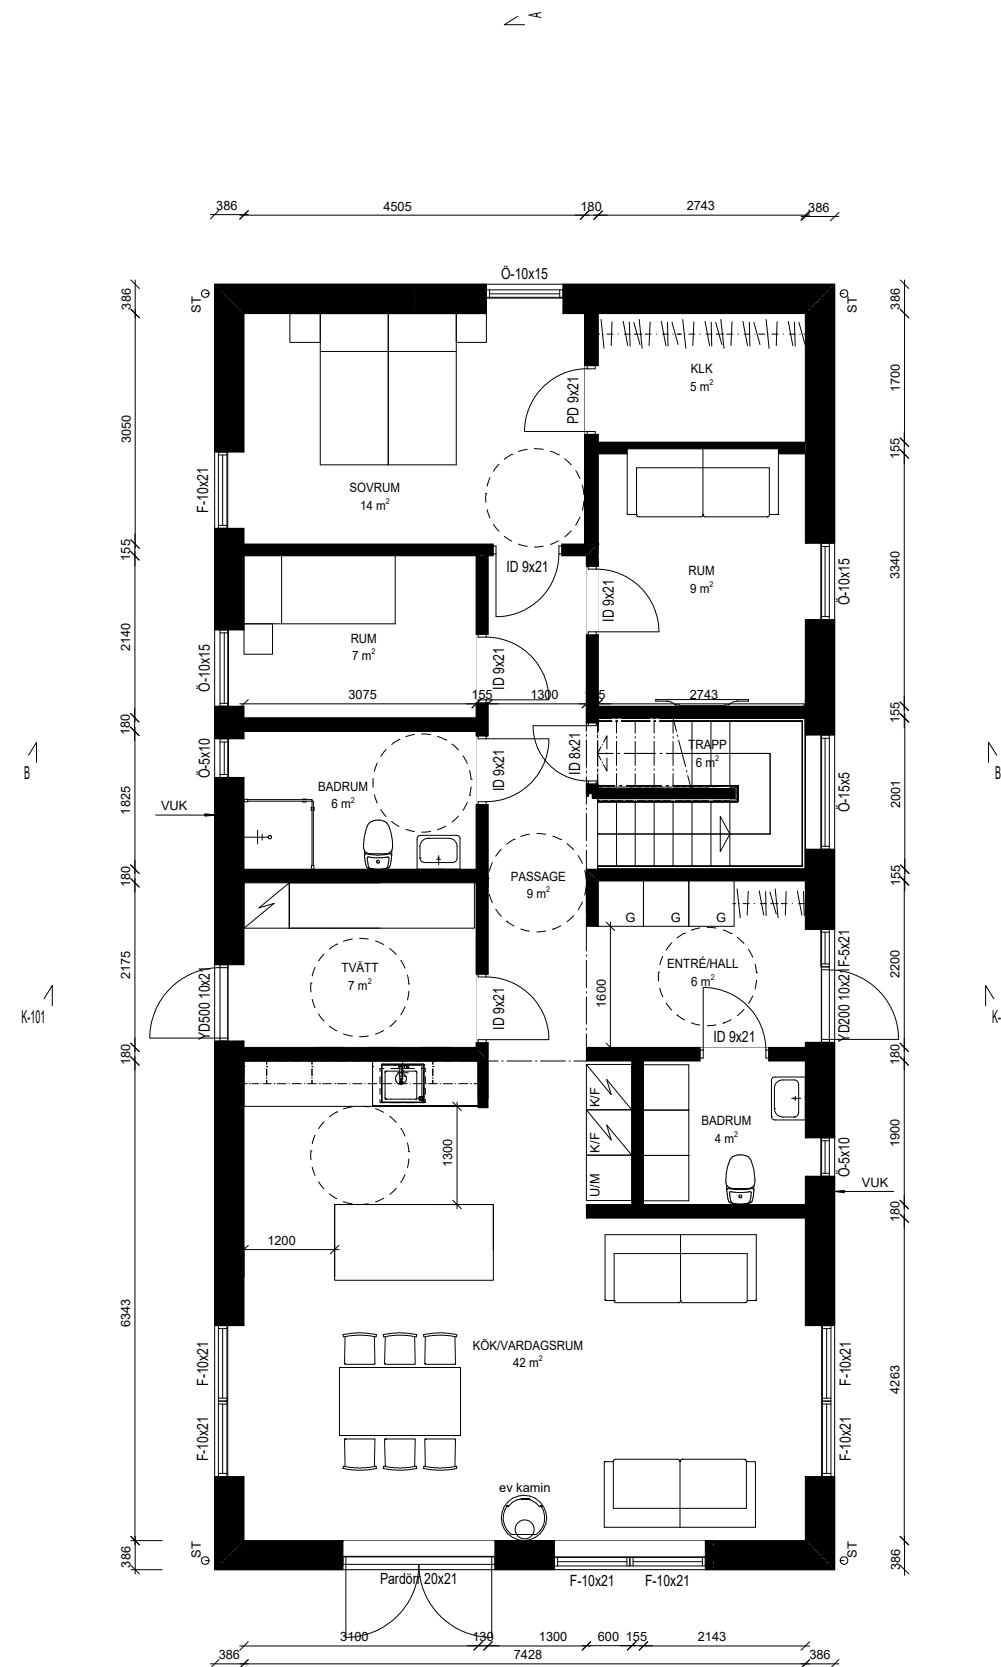 A
386
4505
180
2743
386
Ö-10x15
ST
ST
386
3050
155
2140
180
1825
180
2175
180
6343
386
386
1700
155
3340
155
2001
155
2200
180
1900
180
4263
386
KLK
5 m²
PD 9x21
F-10x21
SOVRUM
14 m²
ID 9x21
RUM
9 m²
Ö-10x15
ID 9x21
RUM
7 m²
Ö-10x15
ID 9x21
3075
155
1300
2743
B
B
Ö-5x10
BADRUM
6 m²
ID 9x21
ID 8x21
TRAPP
6 m²
Ö-15x5
VUK
PASSAGE
9 m²
G
G
G
TVÄTT
7 m²
ENTRÉ/HALL
6 m²
1600
F-5x21
YD200 10x21
YD500 10x21
ID 9x21
ID 9x21
K-101
K-
K/F
K/F
U/M
BADRUM
4 m²
Ö-5x10
VUK
1300
1200
KÖK/VARDAGSRUM
42 m²
F-10x21
F-10x21
F-10x21
F-10x21
ev kamin
ST
ST
Pardörr 20x21
F-10x21
F-10x21
3100
130
1300
600
155
2143
386
7428
386